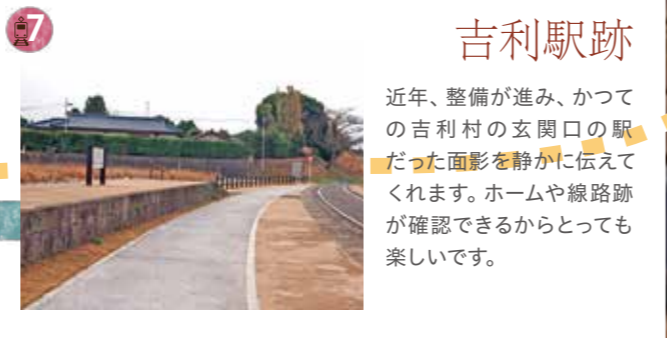 7
吉利駅跡
近年、整備が進み、かつて
の吉利村の玄関口の駅
だった面影を静かに伝えて
くれます。ホームや線路跡
が確認できるからとっても
楽しいです。